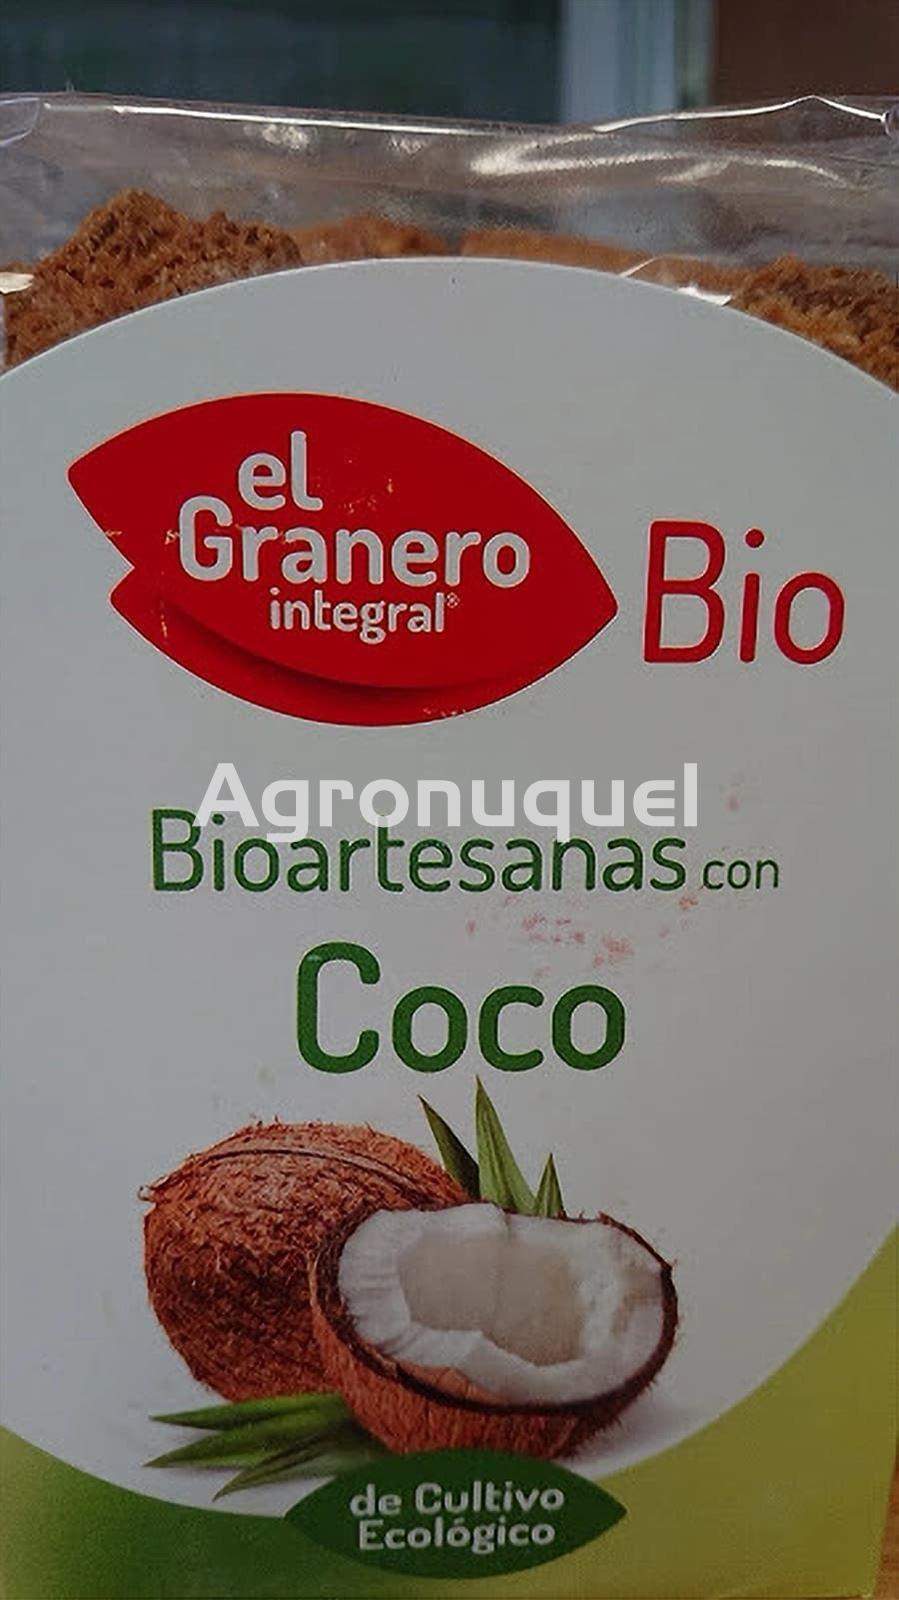 el
Granero
integral®
Bio
Agronuquel
Bioartesanas con
Coco
de Cultivo
Ecológico